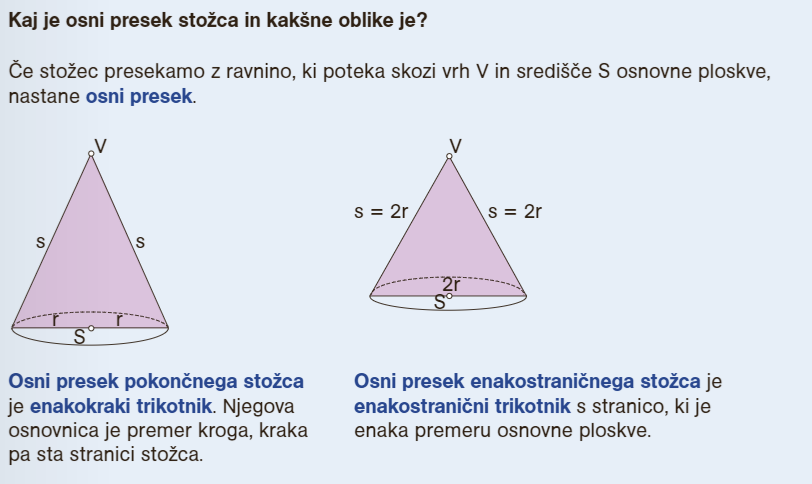 Kaj je osni presek stožca in kakšne oblike je?
Če stožec presekamo z ravnino, ki poteka skozi vrh V in središče S osnovne ploskve,
nastane osni presek.
V
s
s
r
r
S
V
s = 2r
s = 2r
2r
S
Osni presek pokončnega stožca
je enakokraki trikotnik. Njegova
osnovnica je premer kroga, kraka
pa sta stranici stožca.
Osni presek enakostraničnega stožca je
enakostranični trikotnik s stranico, ki je
enaka premeru osnovne ploskve.